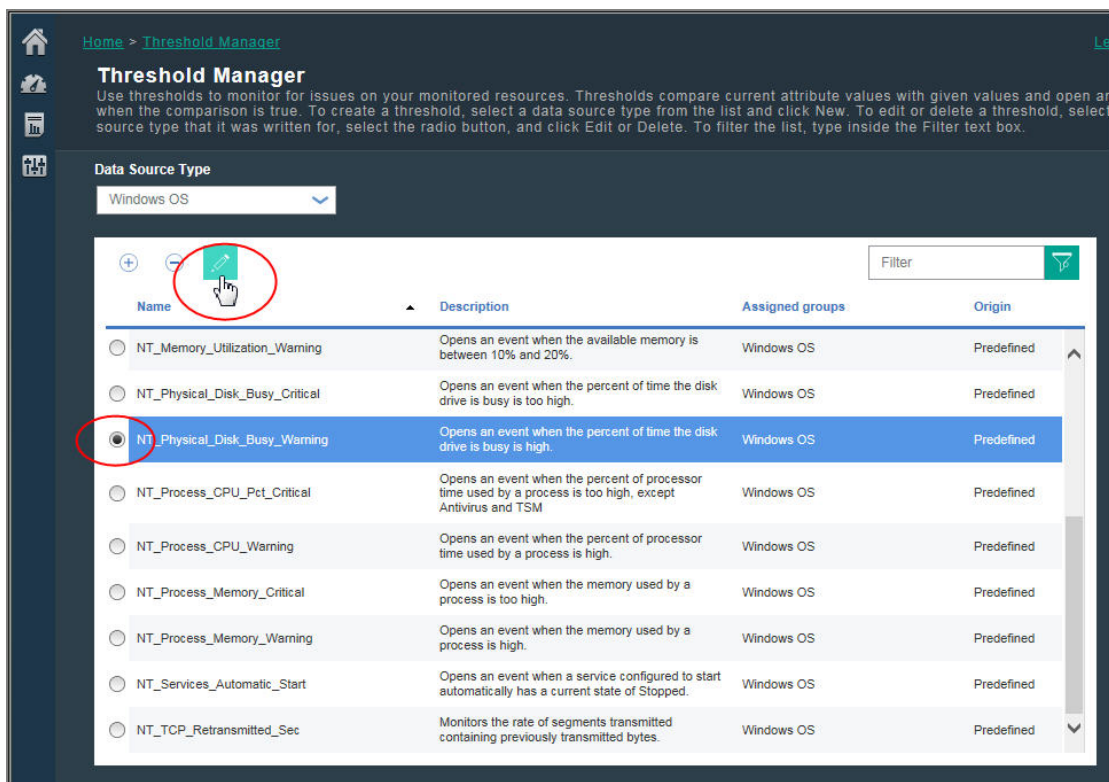 Home > Threshold Manager
Le
Threshold Manager
Use thresholds to monitor for issues on your monitored resources. Thresholds compare current attribute values with given values and open an
when the comparison is true. To create a threshold, select a data source type from the list and click New. To edit or delete a threshold, select
source type that it was written for, select the radio button, and click Edit or Delete. To filter the list, type inside the Filter text box.
Data Source Type
Windows OS
Filter
Name Description Assigned groups Origin
NT_Memory_Utilization_Warning Opens an event when the available memory is Windows OS Predefined
between 10% and 20%.
NT_Physical_Disk_Busy_Critical Opens an event when the percent of time the disk Windows OS Predefined
drive is busy is too high.
NT_Physical_Disk_Busy_Warning Opens an event when the percent of time the disk Windows OS Predefined
drive is busy is high.
NT_Process_CPU_Pct_Critical Opens an event when the percent of processor Windows OS Predefined
time used by a process is too high, except
Antivirus and TSM
NT_Process_CPU_Warning Opens an event when the percent of processor Windows OS Predefined
time used by a process is high.
NT_Process_Memory_Critical Opens an event when the memory used by a Windows OS Predefined
process is too high.
NT_Process_Memory_Warning Opens an event when the memory used by a Windows OS Predefined
process is high.
NT_Services_Automatic_Start Opens an event when a service configured to start Windows OS Predefined
automatically has a current state of Stopped.
NT_TCP_Retransmitted_Sec Monitors the rate of segments transmitted Windows OS Predefined
containing previously transmitted bytes.